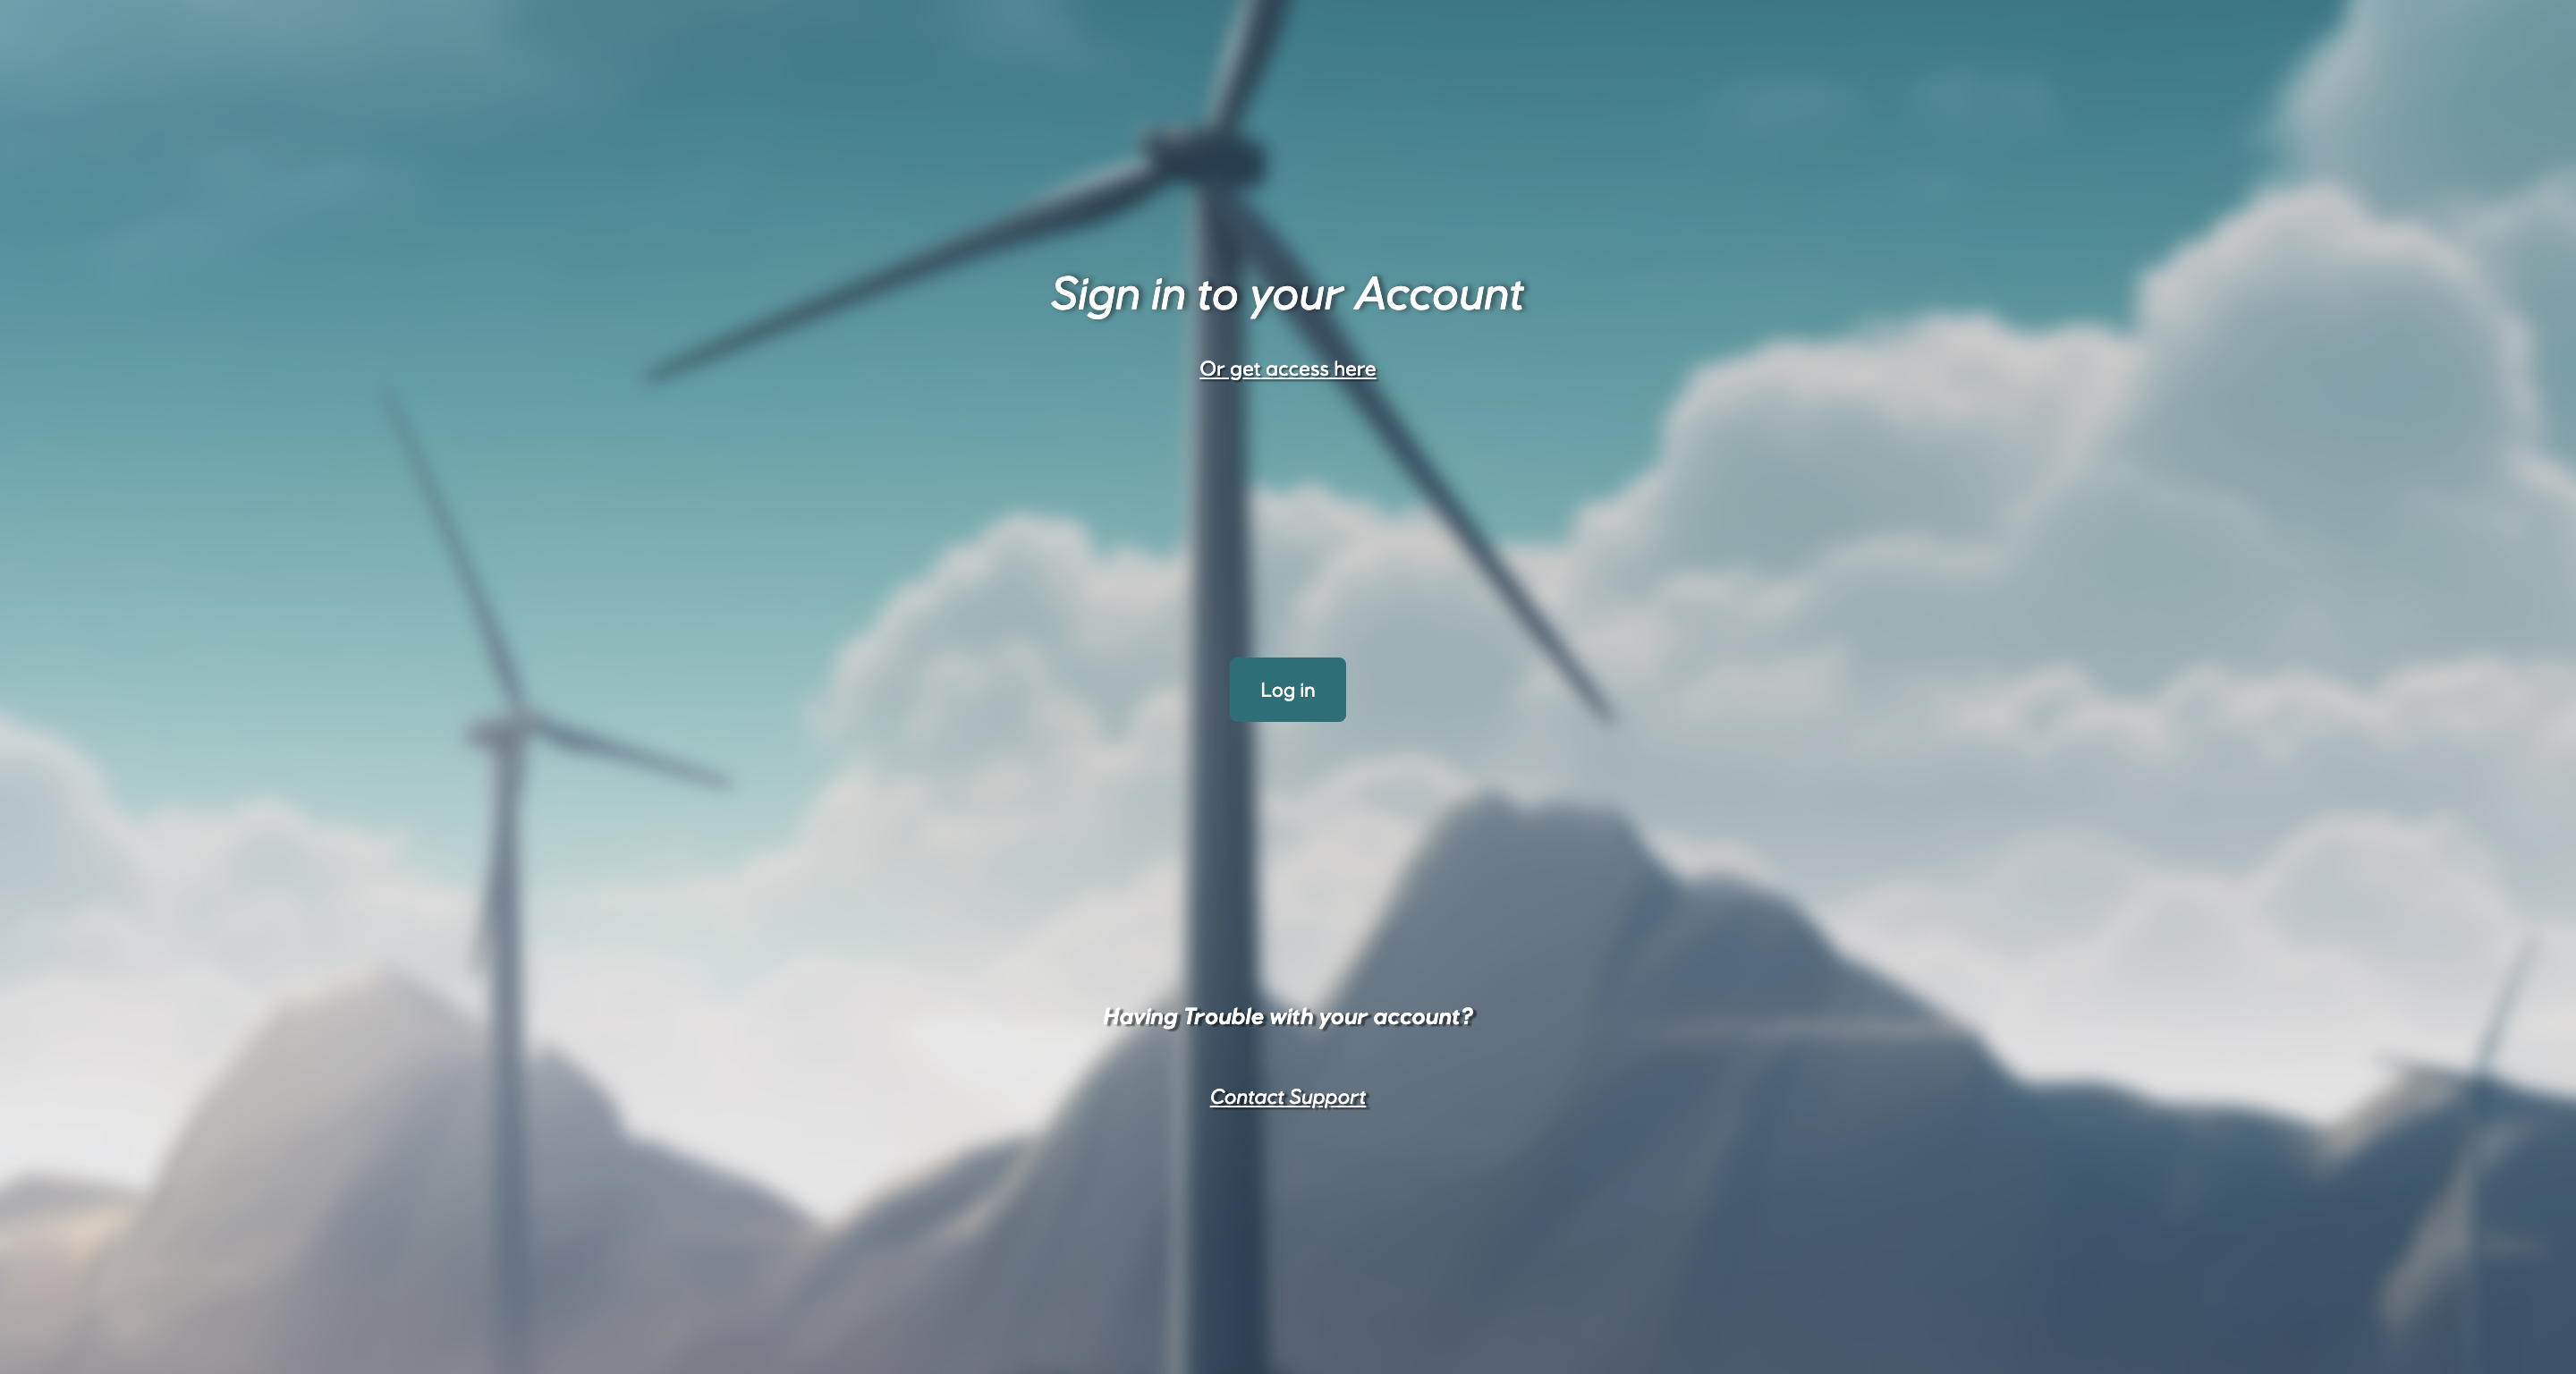 Sign in to your Account
Or get access here
Log in
Having Trouble with your account?
Contact Support